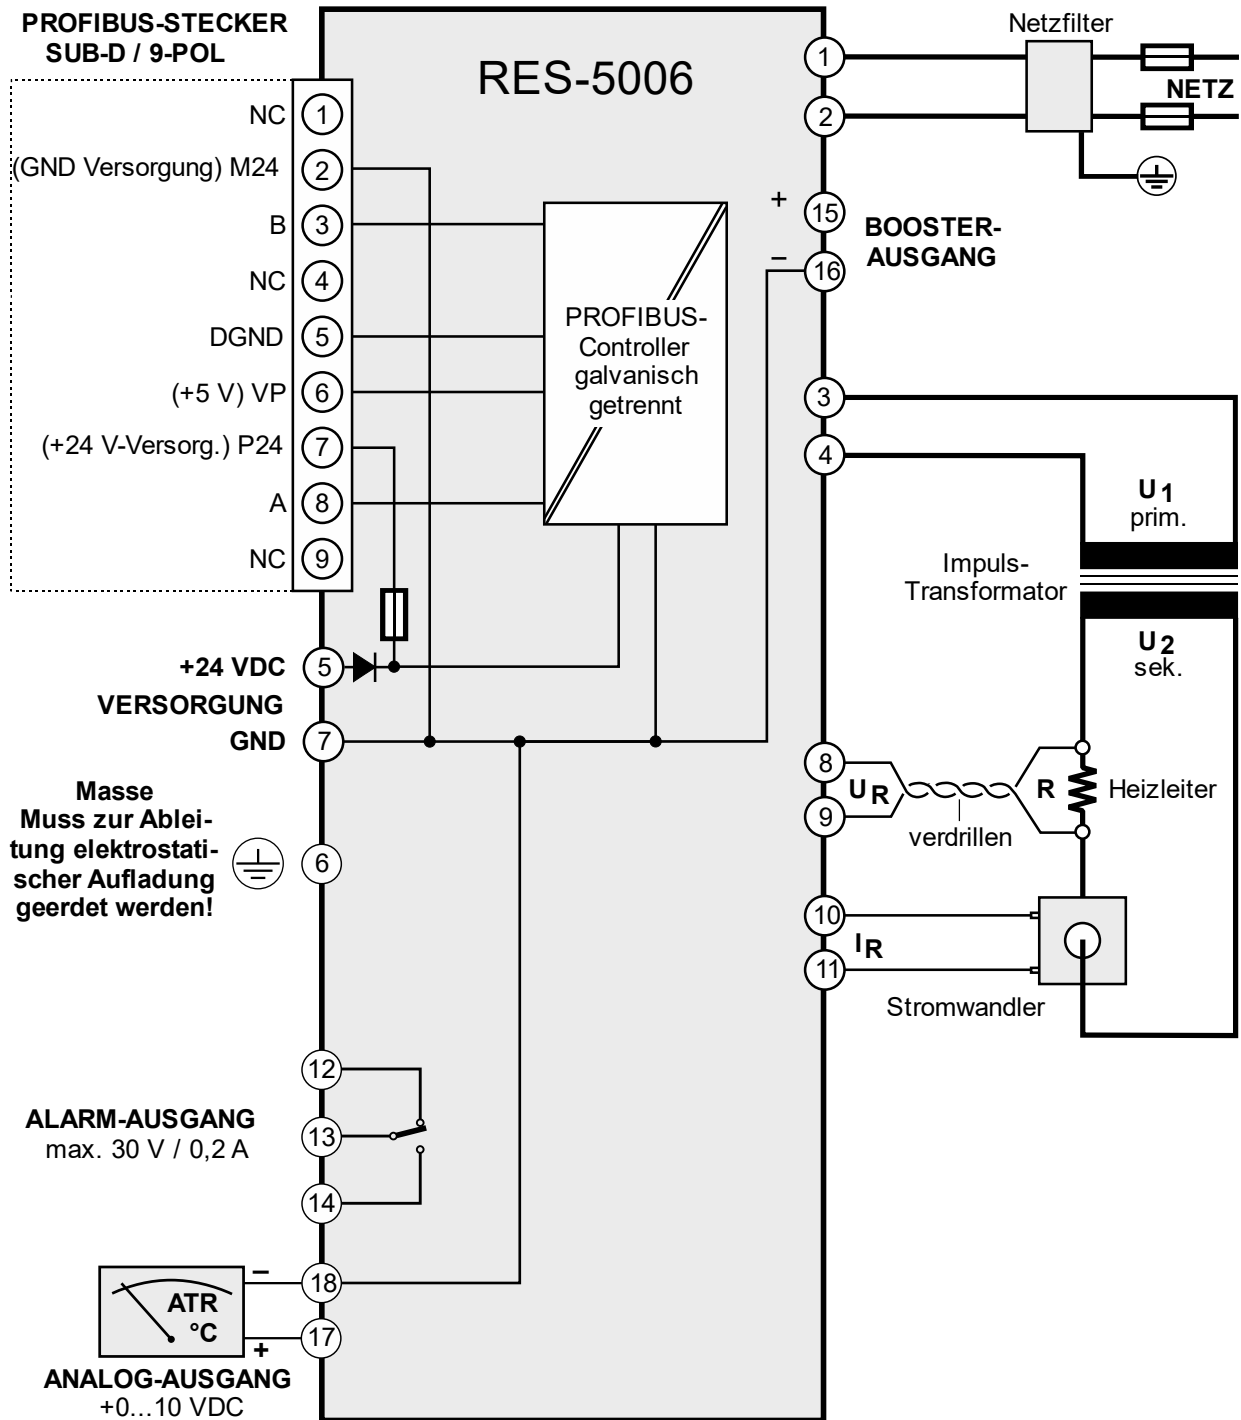 PROFIBUS-STECKER
SUB-D / 9-POL
RES-5006
Netzfilter
NETZ
NC 1
(GND Versorgung) M24 2
B 3
NC 4
DGND 5
(+5 V) VP 6
(+24 V-Versorg.) P24 7
A 8
NC 9
PROFIBUS-
Controller
galvanisch
getrennt
1
2
+ 15
– 16
BOOSTER-
AUSGANG
3
4
U1
prim.
Impuls-
Transformator
U2
sek.
+24 VDC 5
VERSORGUNG
GND 7
Masse
Muss zur Ablei-
tung elektrostati-
scher Aufladung
geerdet werden!
6
8
9
UR
verdrillen
R
Heizleiter
10
11
IR
Stromwandler
12
13
14
ALARM-AUSGANG
max. 30 V / 0,2 A
ATR
°C
– 18
+ 17
ANALOG-AUSGANG
+0...10 VDC